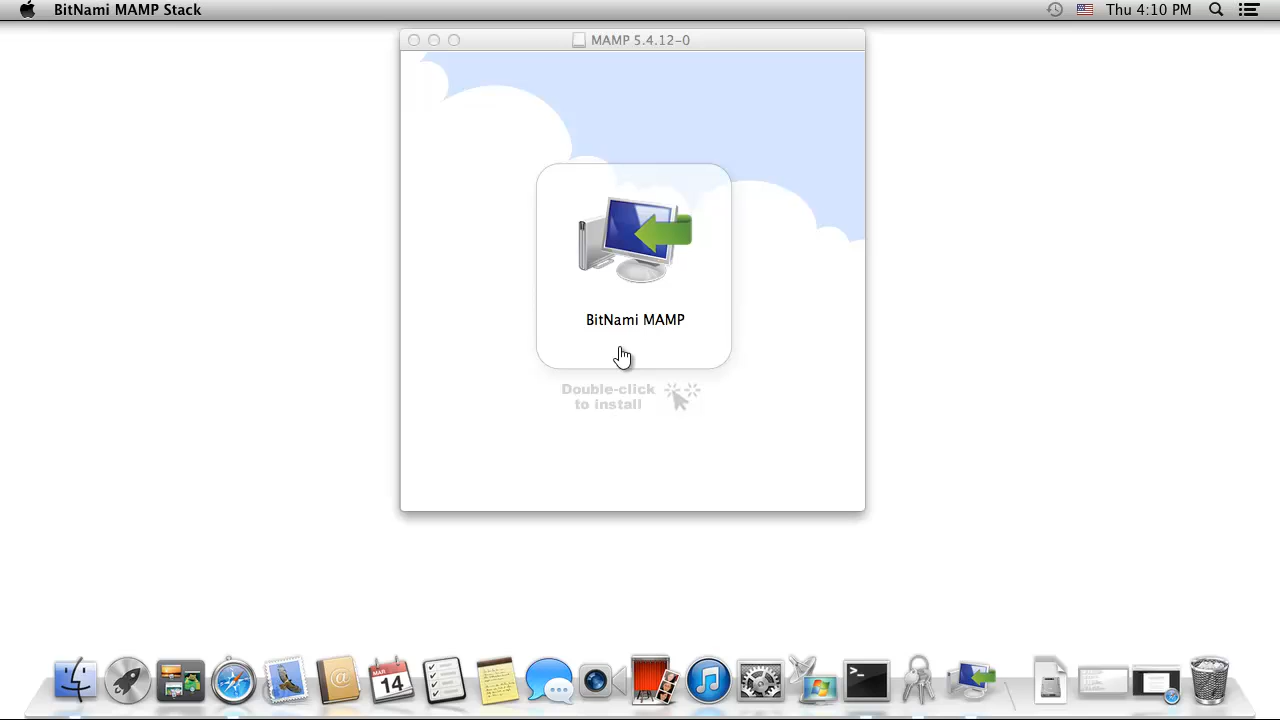 BitNami MAMP Stack
Thu 4:10 PM
MAMP 5.4.12-0
BitNami MAMP
Double-click
to install
MAR
14